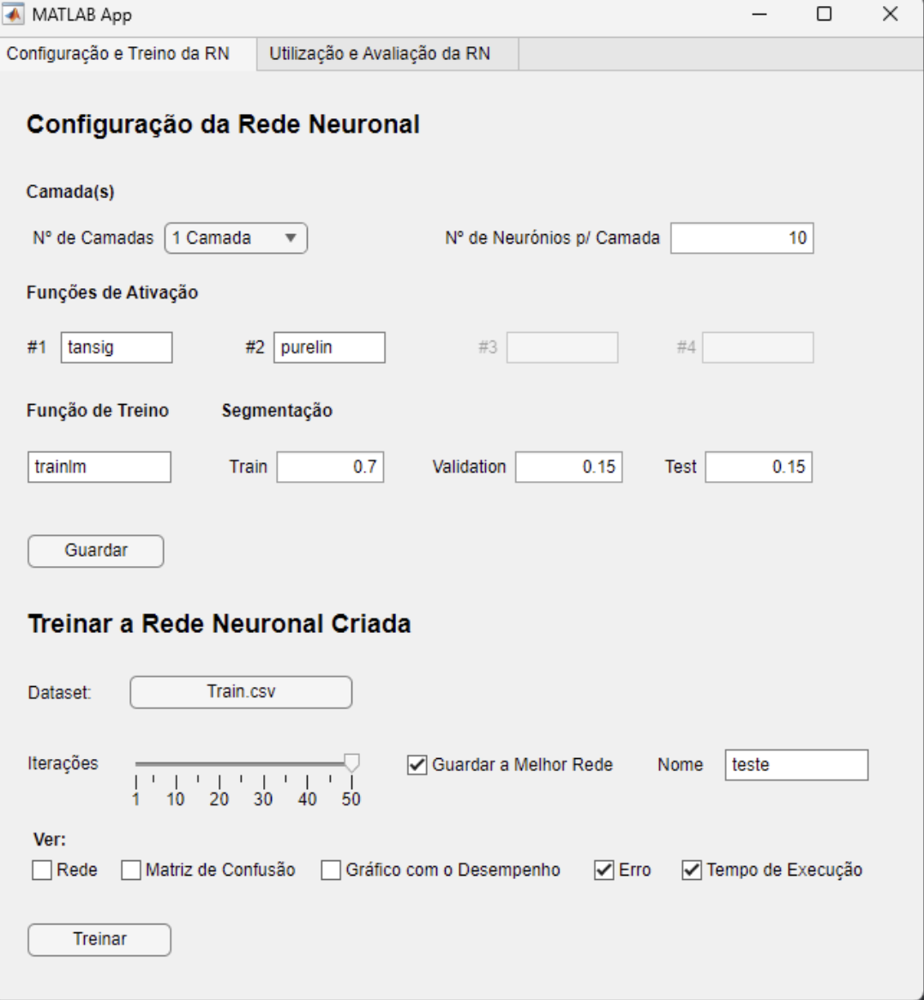 MATLAB App
Configuração e Treino da RN Utilização e Avaliação da RN
Configuração da Rede Neuronal
Camada(s)
Nº de Camadas 1 Camada Nº de Neurónios p/ Camada 10
Funções de Ativação
#1 tansig #2 purelin #3 #4
Função de Treino Segmentação
trainlm Train 0.7 Validation 0.15 Test 0.15
Guardar
Treinar a Rede Neuronal Criada
Dataset: Train.csv
Iterações Guardar a Melhor Rede Nome teste
1 10 20 30 40 50
Ver:
Rede Matriz de Confusão Gráfico com o Desempenho Erro Tempo de Execução
Treinar